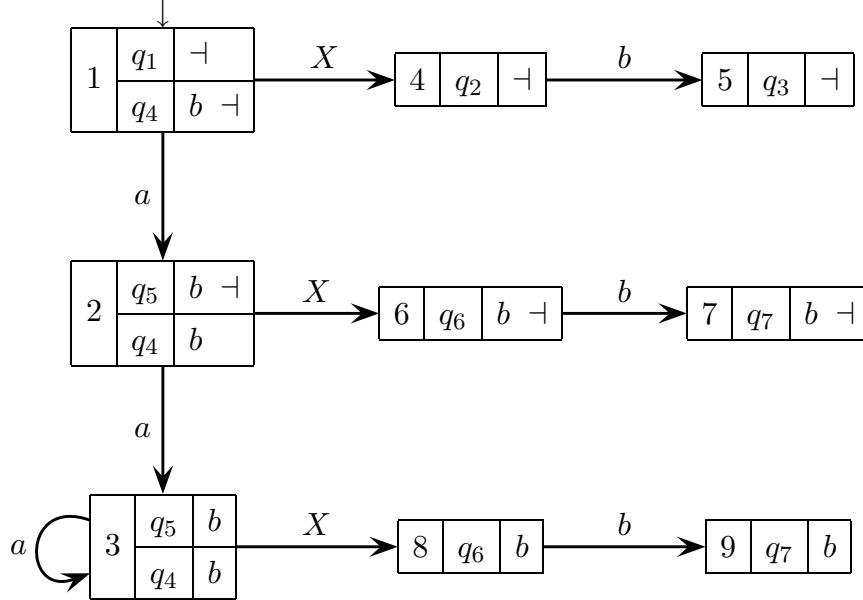 X b
1 q₁ ⊣ 4 q₂ ⊣ 5 q₃ ⊣
q₄ b ⊣
a
X b
2 q₅ b ⊣ 6 q₆ b ⊣ 7 q₇ b ⊣
q₄ b
a
X b
3 q₅ b 8 q₆ b 9 q₇ b
a q₄ b